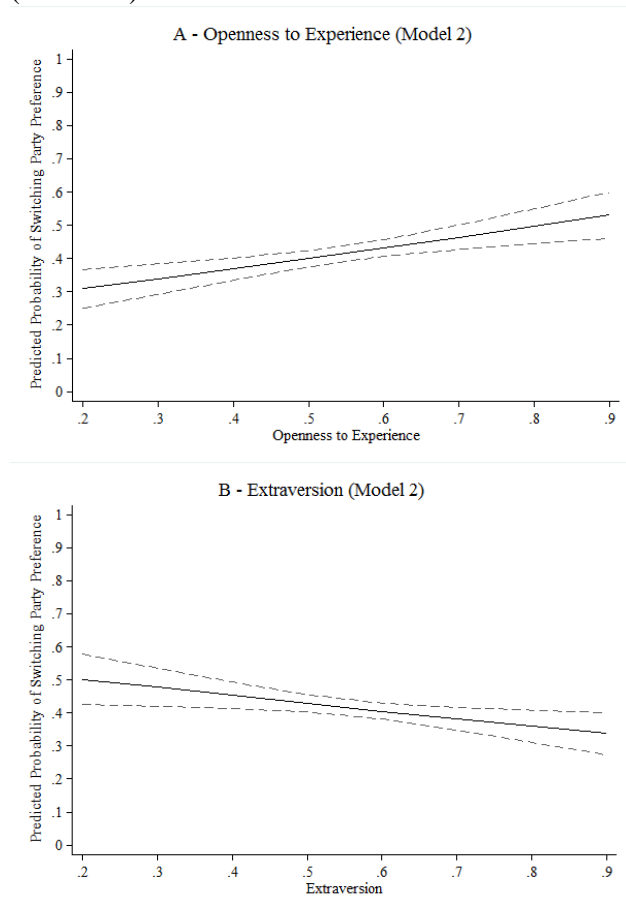 A - Openness to Experience (Model 2)
Predicted Probability of Switching Party Preference
1
.9
.8
.7
.6
.5
.4
.3
.2
.1
0
.2 .3 .4 .5 .6 .7 .8 .9
Openness to Experience
B - Extraversion (Model 2)
Predicted Probability of Switching Party Preference
1
.9
.8
.7
.6
.5
.4
.3
.2
.1
0
.2 .3 .4 .5 .6 .7 .8 .9
Extraversion